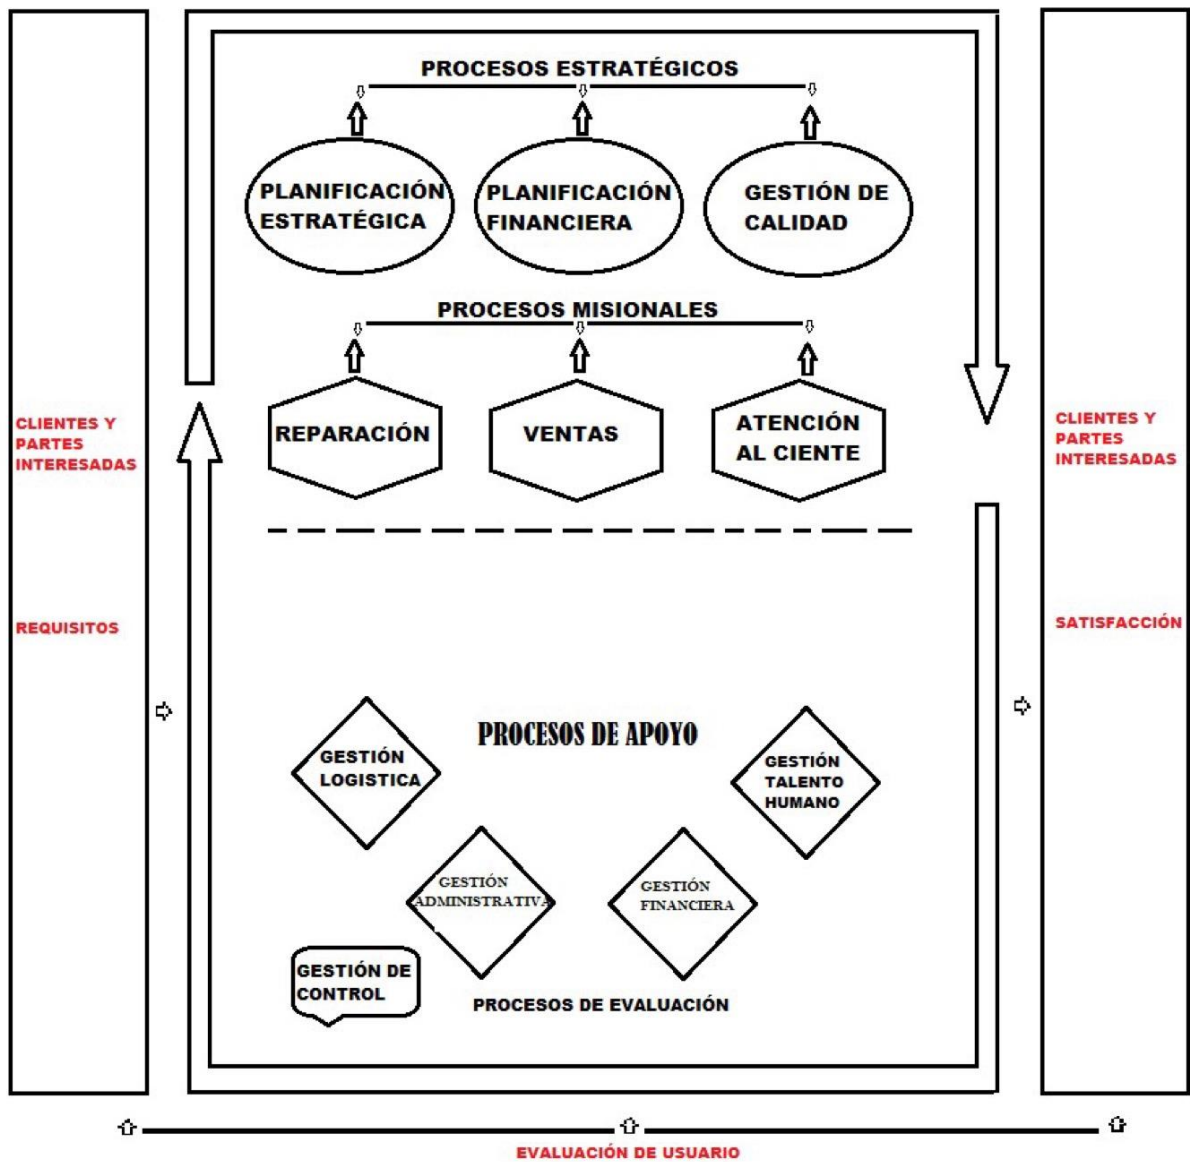 PROCESOS ESTRATÉGICOS
PLANIFICACIÓN
ESTRATÉGICA
PLANIFICACIÓN
FINANCIERA
GESTIÓN DE
CALIDAD
PROCESOS MISIONALES
REPARACIÓN
VENTAS
ATENCIÓN
AL CIENTE
CLIENTES Y
PARTES
INTERESADAS
REQUISITOS
CLIENTES Y
PARTES
INTERESADAS
SATISFACCIÓN
PROCESOS DE APOYO
GESTIÓN
LOGISTICA
GESTIÓN
TALENTO
HUMANO
GESTIÓN
ADMINISTRATIVA
GESTIÓN
FINANCIERA
GESTIÓN DE
CONTROL
PROCESOS DE EVALUACIÓN
EVALUACIÓN DE USUARIO